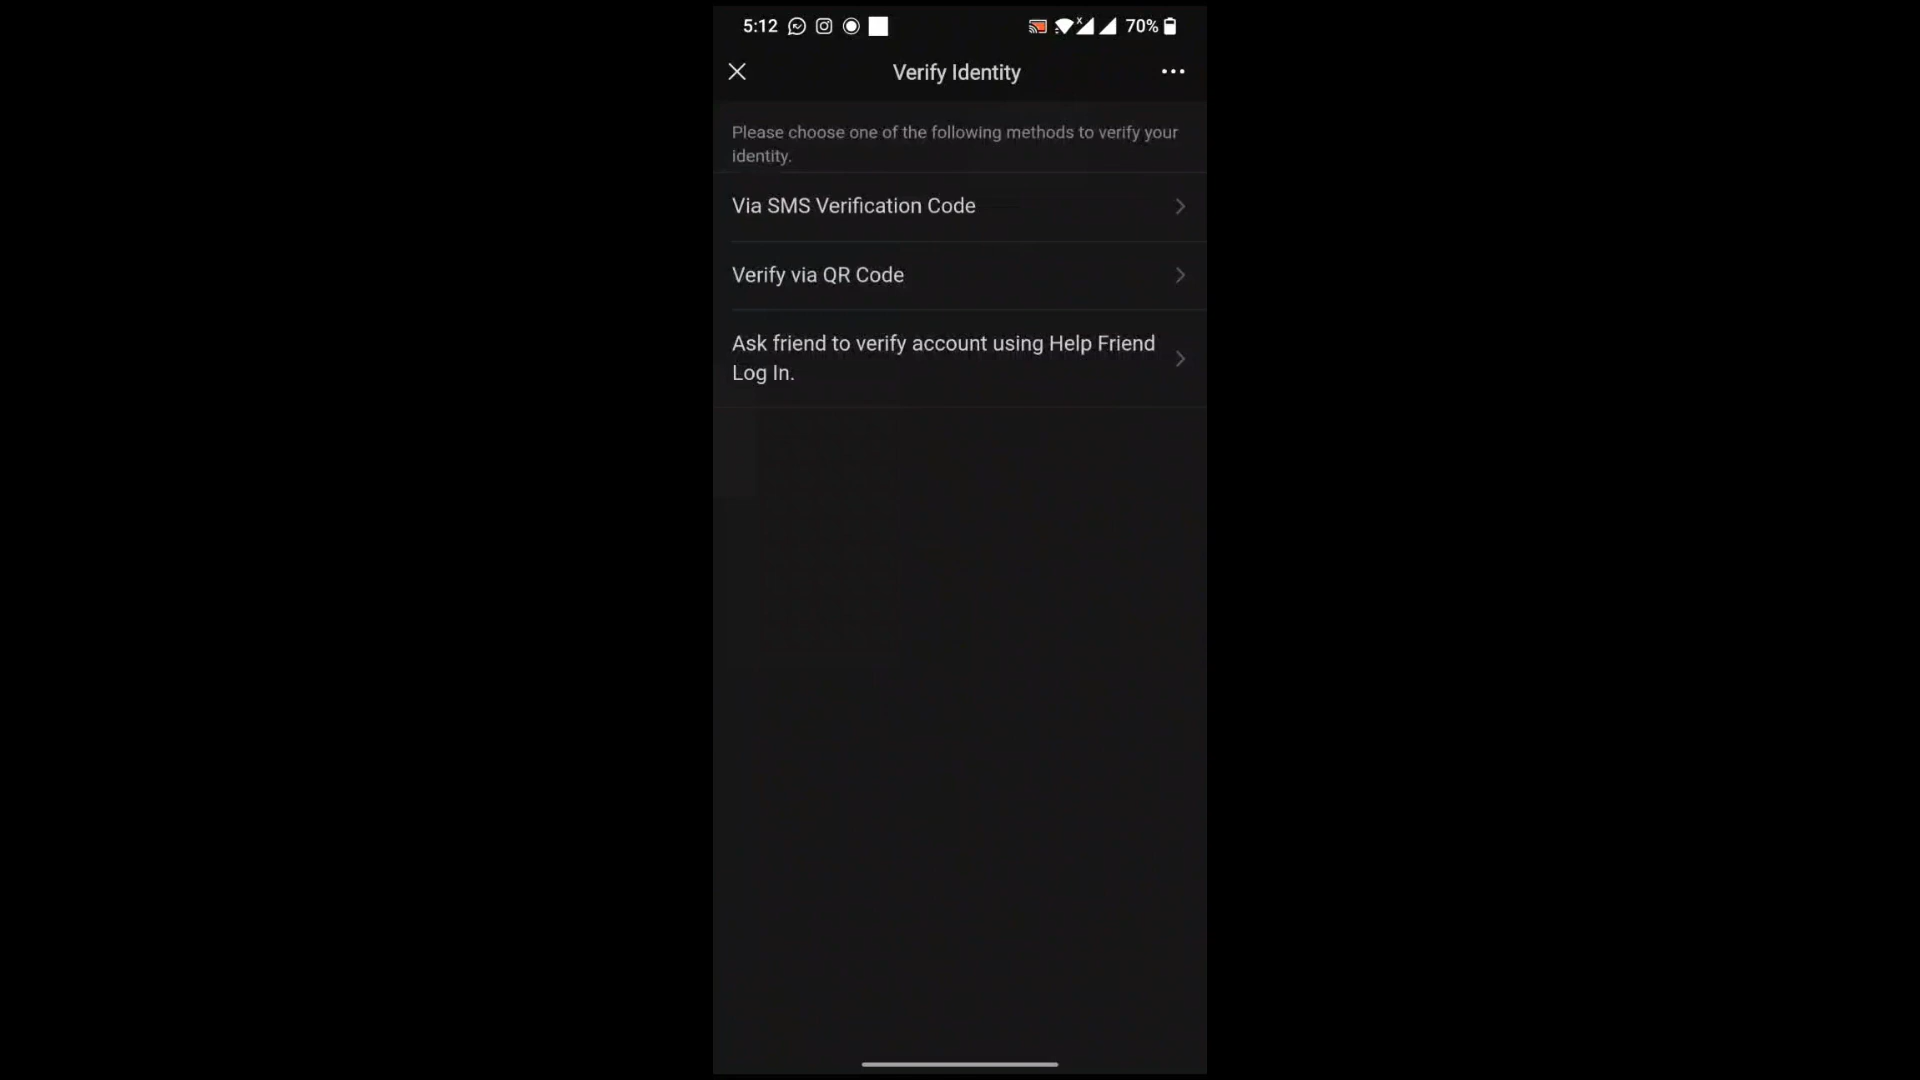 5:12
70%
Verify Identity
Please choose one of the following methods to verify your
identity.
Via SMS Verification Code
Verify via QR Code
Ask friend to verify account using Help Friend
Log In.